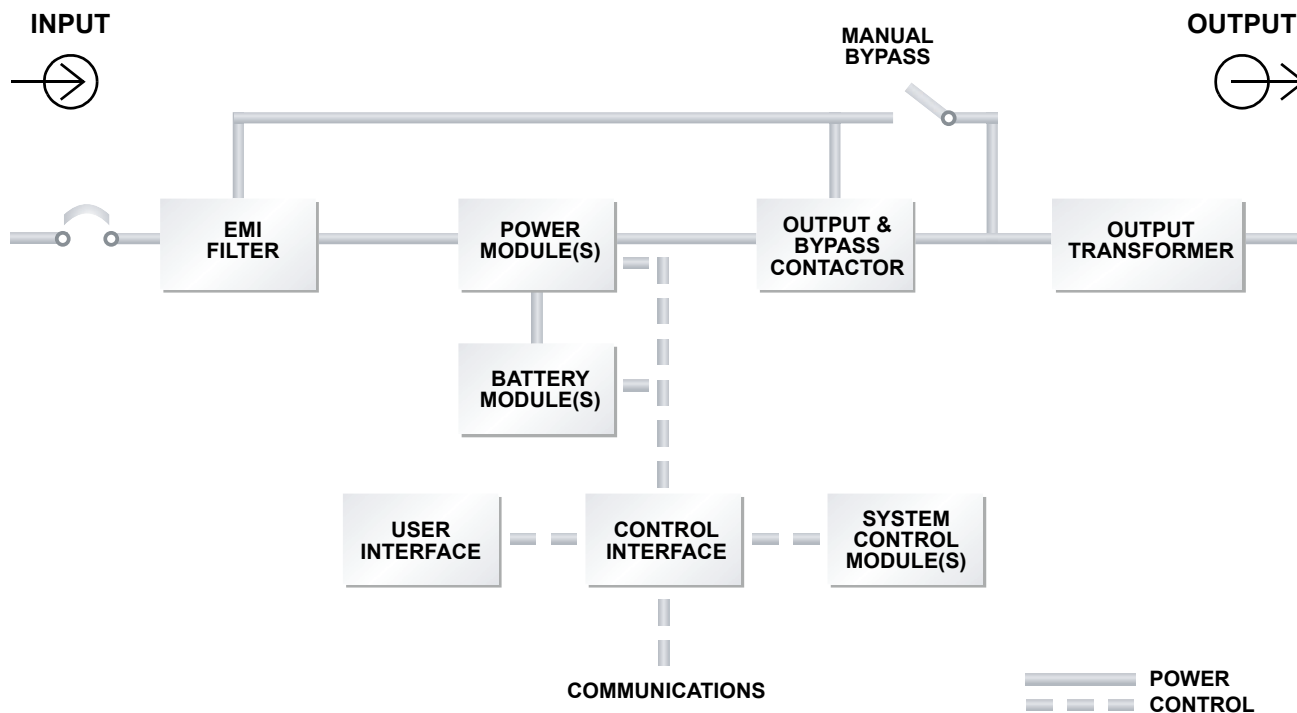 INPUT
MANUAL
BYPASS
OUTPUT
EMI
FILTER
POWER
MODULE(S)
OUTPUT &
BYPASS
CONTACTOR
OUTPUT
TRANSFORMER
BATTERY
MODULE(S)
USER
INTERFACE
CONTROL
INTERFACE
SYSTEM
CONTROL
MODULE(S)
COMMUNICATIONS
POWER
CONTROL